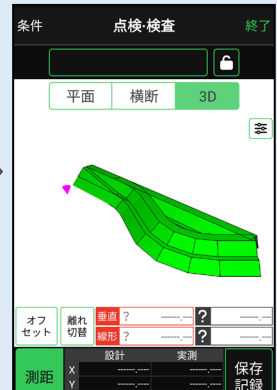 条件 点検・検査 終了
平面 横断 3D
オフセット 離れ切替 垂直 ? -----.--- ? -----.---
線形 ? -----.--- ? -----.---
設計 実測
測距 X -----.---- -----.---- 保存
Y -----.---- -----.---- 記録